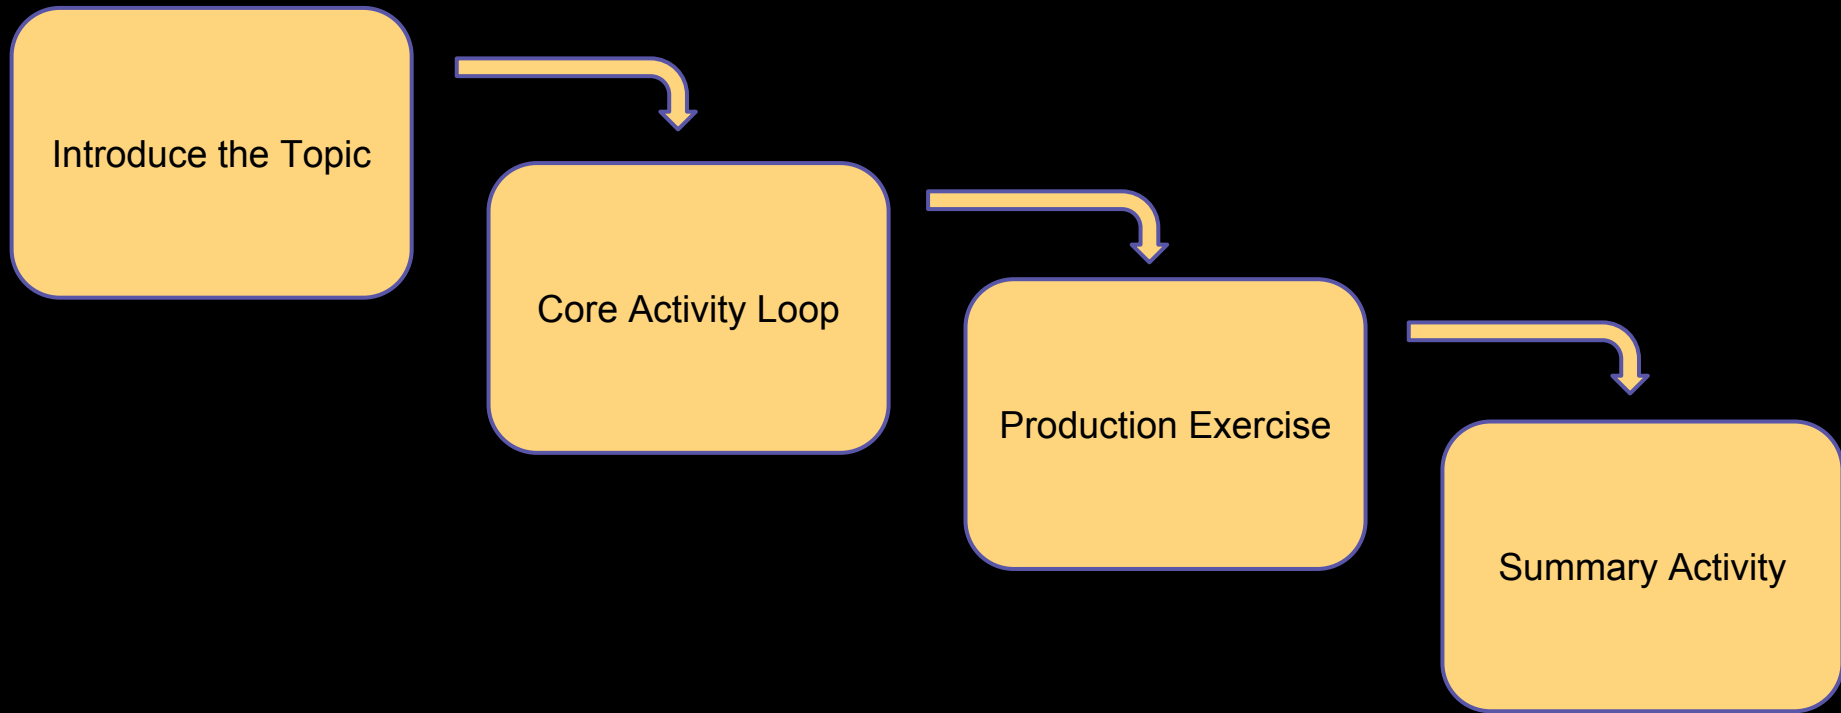 Introduce the Topic
Core Activity Loop
Production Exercise
Summary Activity